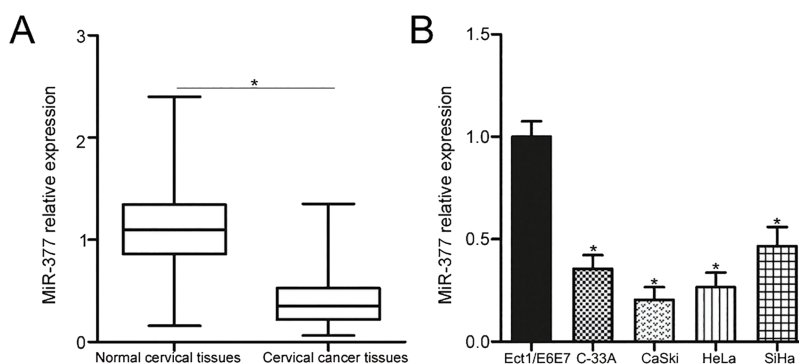 A
MiR-377 relative expression
3
2
1
0
*
Normal cervical tissues
Cervical cancer tissues
B
MiR-377 relative expression
1.5
1.0
0.5
0.0
*
*
*
*
Ect1/E6E7
C-33A
CaSki
HeLa
SiHa